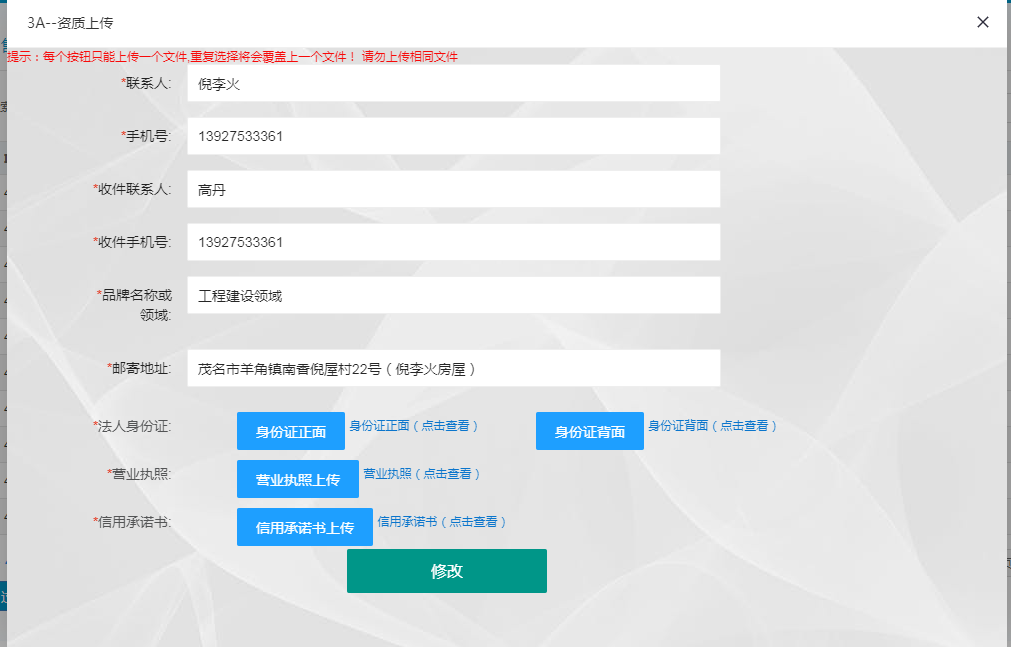 3A--资质上传
提示：每个按钮只能上传一个文件,重复选择将会覆盖上一个文件！ 请勿上传相同文件
*联系人: 倪李火
*手机号: 13927533361
*收件联系人: 高丹
*收件手机号: 13927533361
*品牌名称或 工程建设领域
领域:
*邮寄地址: 茂名市羊角镇南香倪屋村22号（倪李火房屋）
*法人身份证: 身份证正面 身份证正面（点击查看） 身份证背面 身份证背面（点击查看）
*营业执照: 营业执照上传 营业执照（点击查看）
*信用承诺书: 信用承诺书上传 信用承诺书（点击查看）
修改